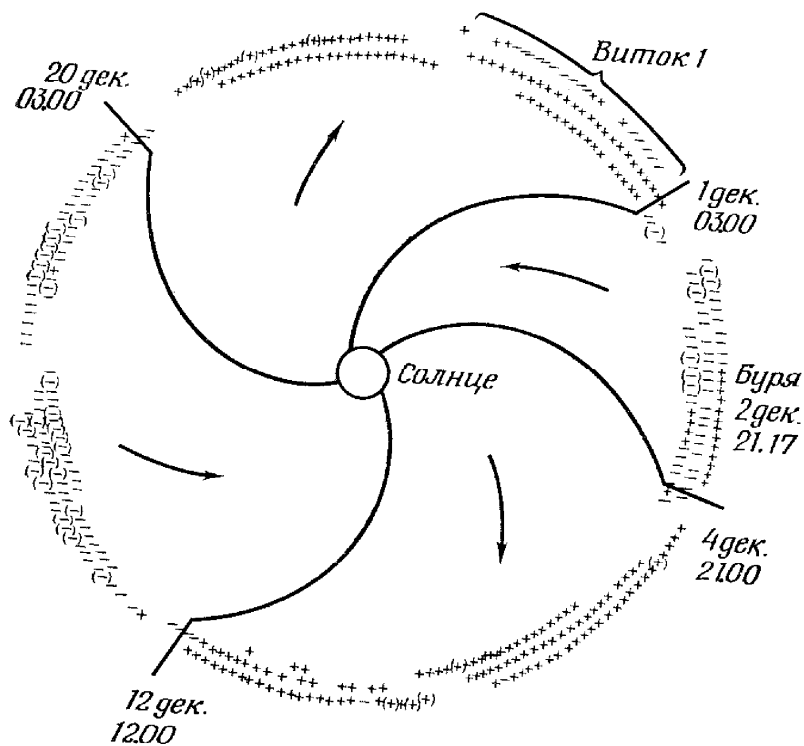 Виток 1
20 дек.
03.00
1 дек.
03.00
Солнце
Буря
2 дек.
21.17
4 дек.
21.00
12 дек.
12.00